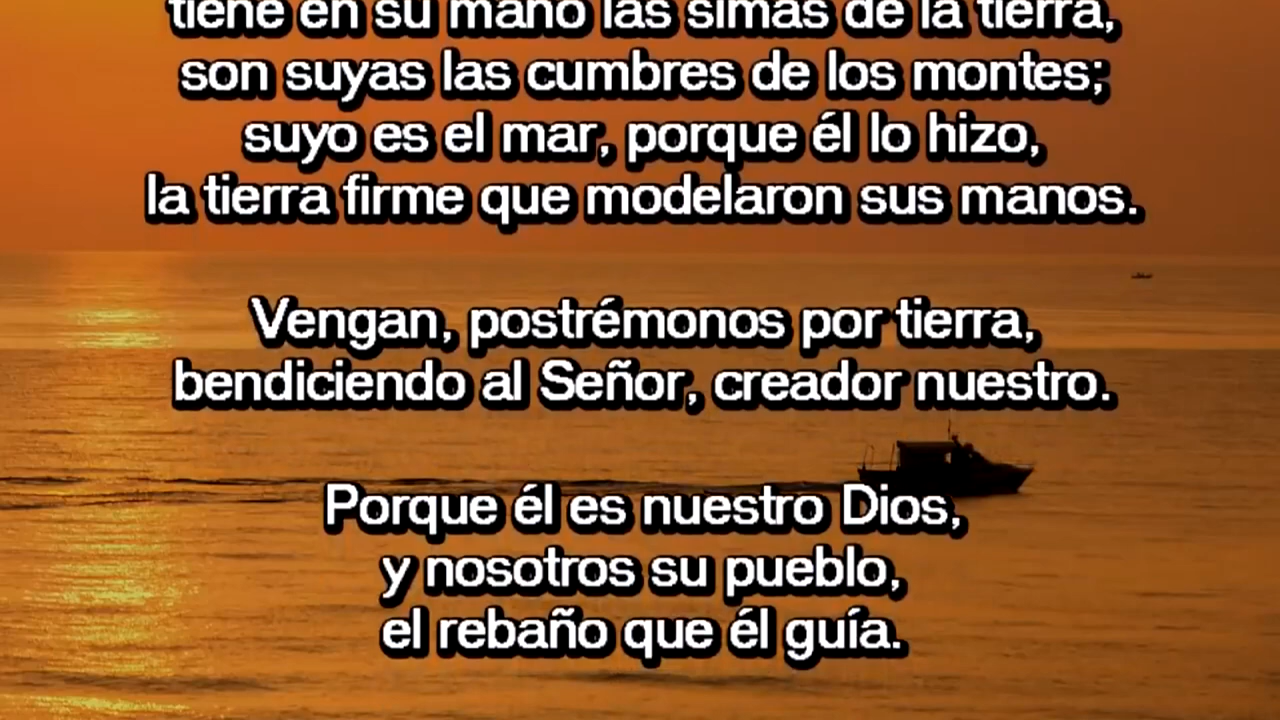 tiene en su mano las simas de la tierra,
son suyas las cumbres de los montes;
suyo es el mar, porque él lo hizo,
la tierra firme que modelaron sus manos.
Vengan, postrémonos por tierra,
bendiciendo al Señor, creador nuestro.
Porque él es nuestro Dios,
y nosotros su pueblo,
el rebaño que él guía.